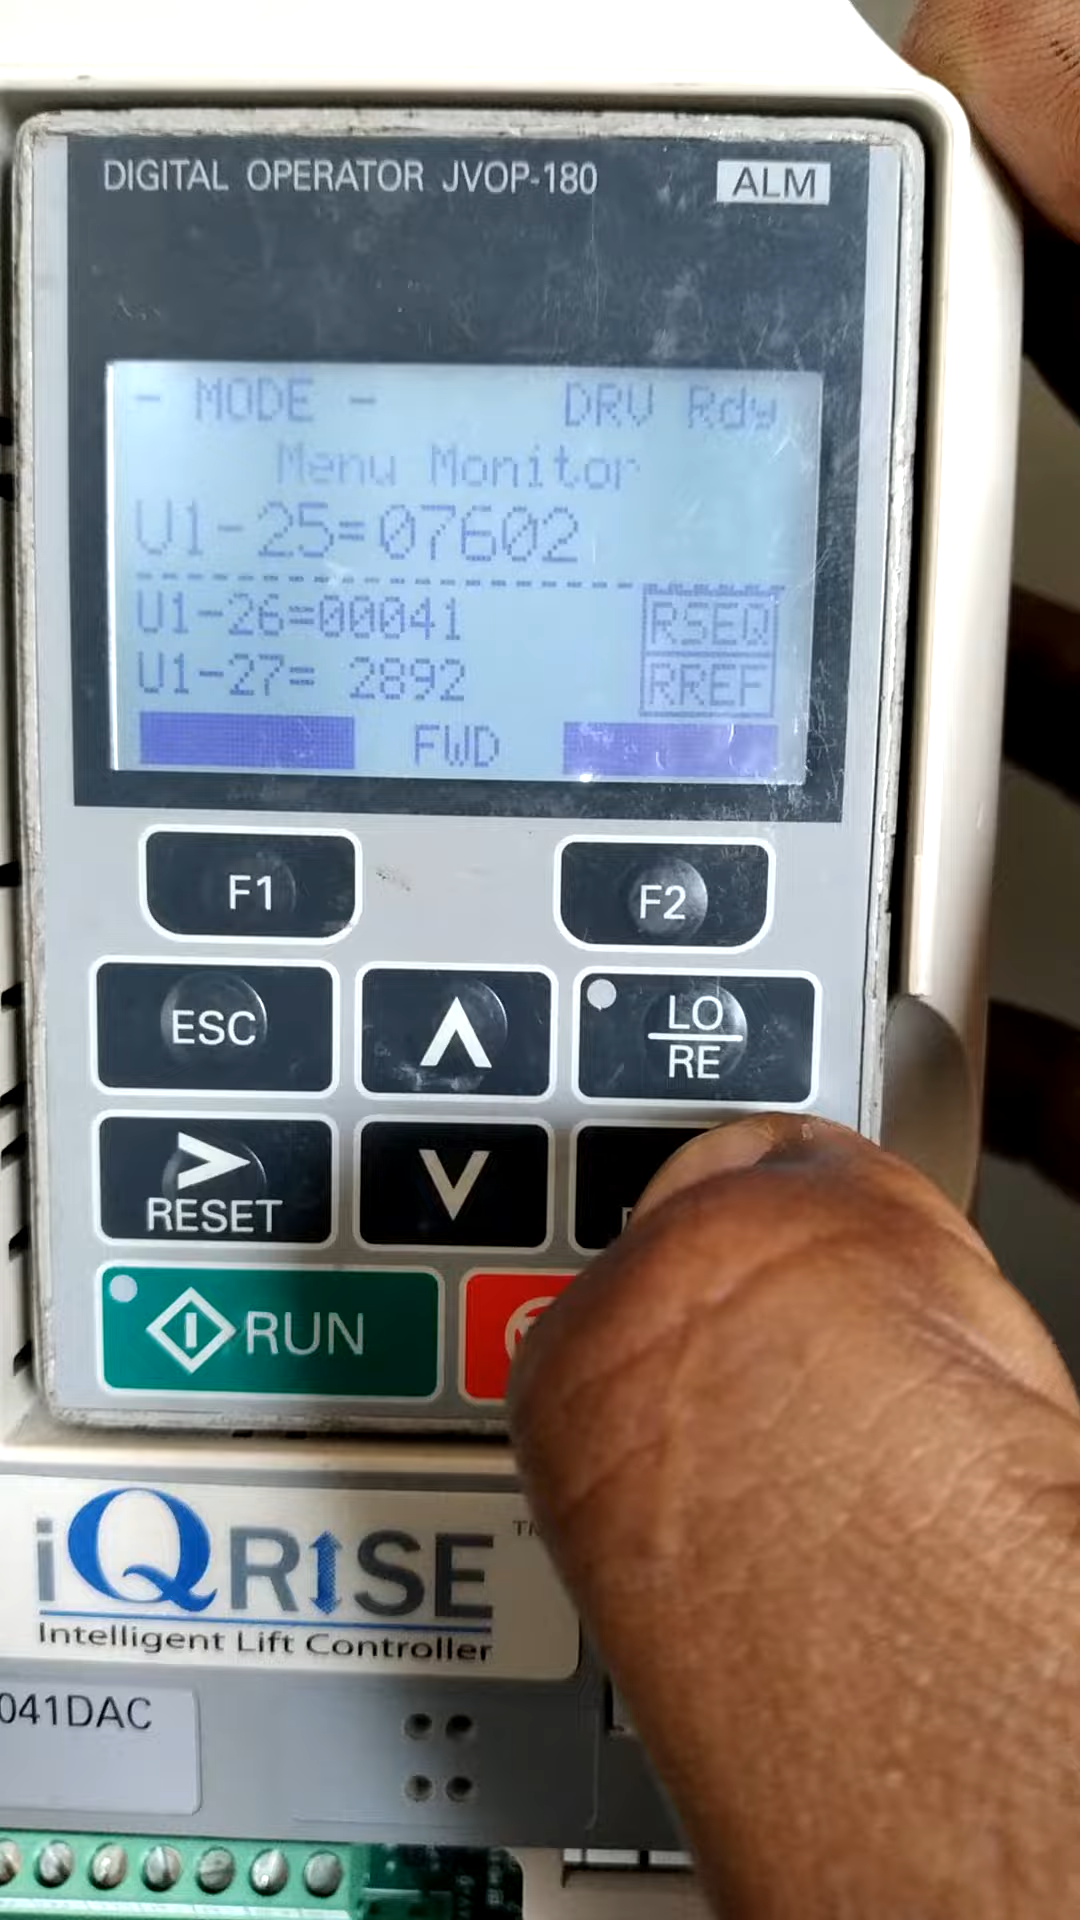 DIGITAL OPERATOR JVOP-180 ALM
- MODE - DRV Rdy
Menu Monitor
U1-25=07602
U1-26=00041 RSEQ
U1-27= 2892 RREF
FWD
F1 F2
ESC LO
RE
RESET
RUN
iQRISE TM
Intelligent Lift Controller
041DAC